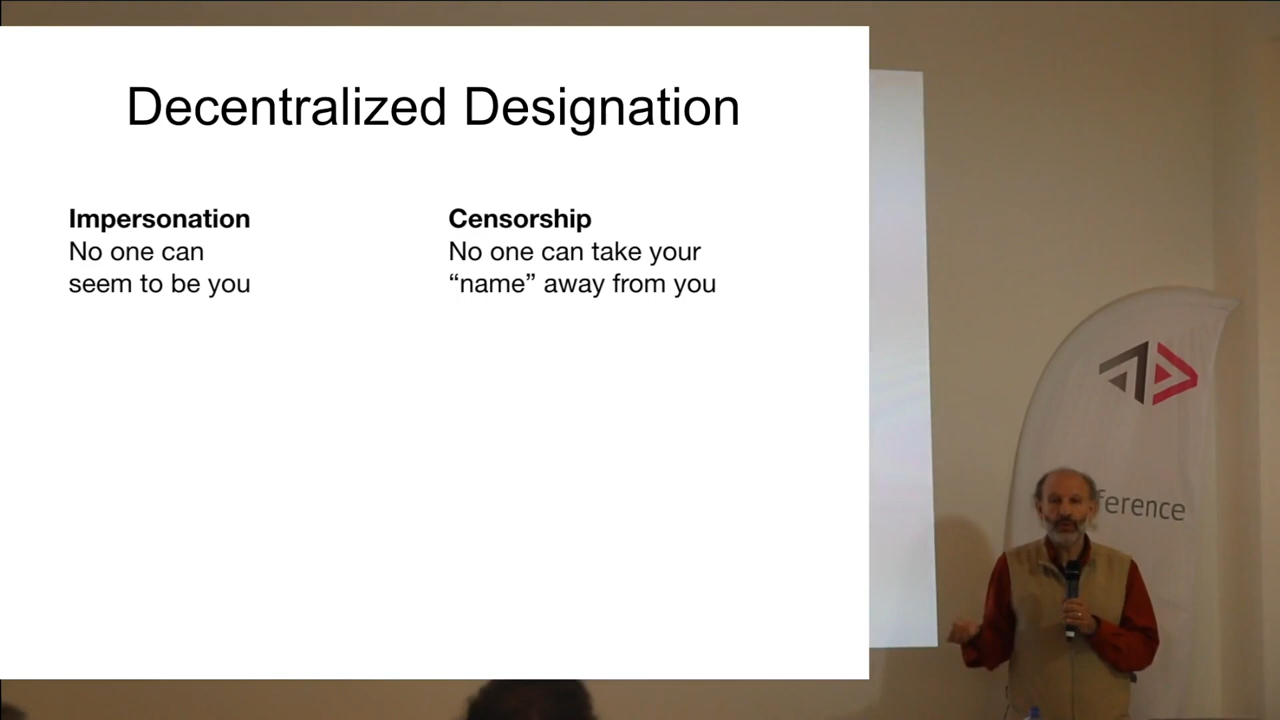 Decentralized Designation
Impersonation
No one can
seem to be you
Censorship
No one can take your
“name” away from you
ference